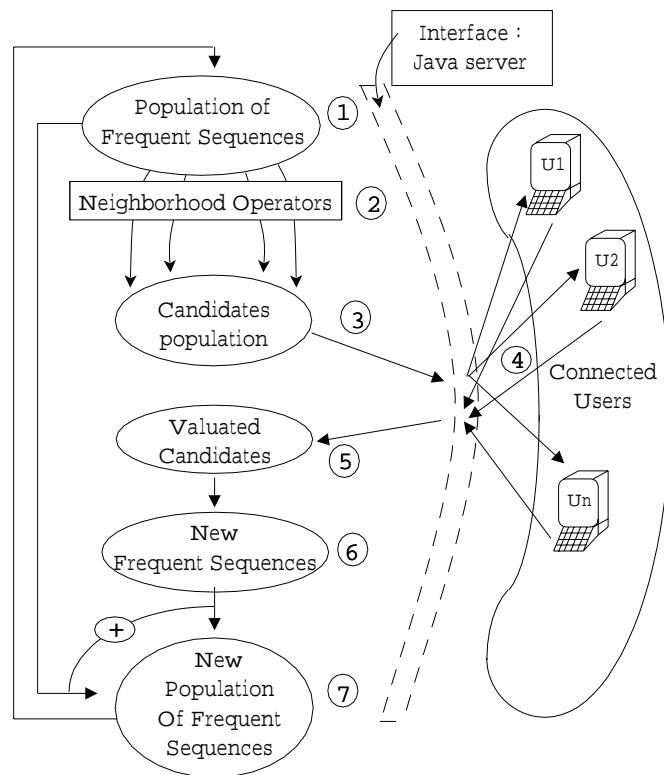 Interface :
Java server
Population of
Frequent Sequences
1
Neighborhood Operators
2
Candidates
population
3
U1
U2
4
Connected
Users
Valuated
Candidates
5
Un
New
Frequent Sequences
6
+
New
Population
Of Frequent
Sequences
7